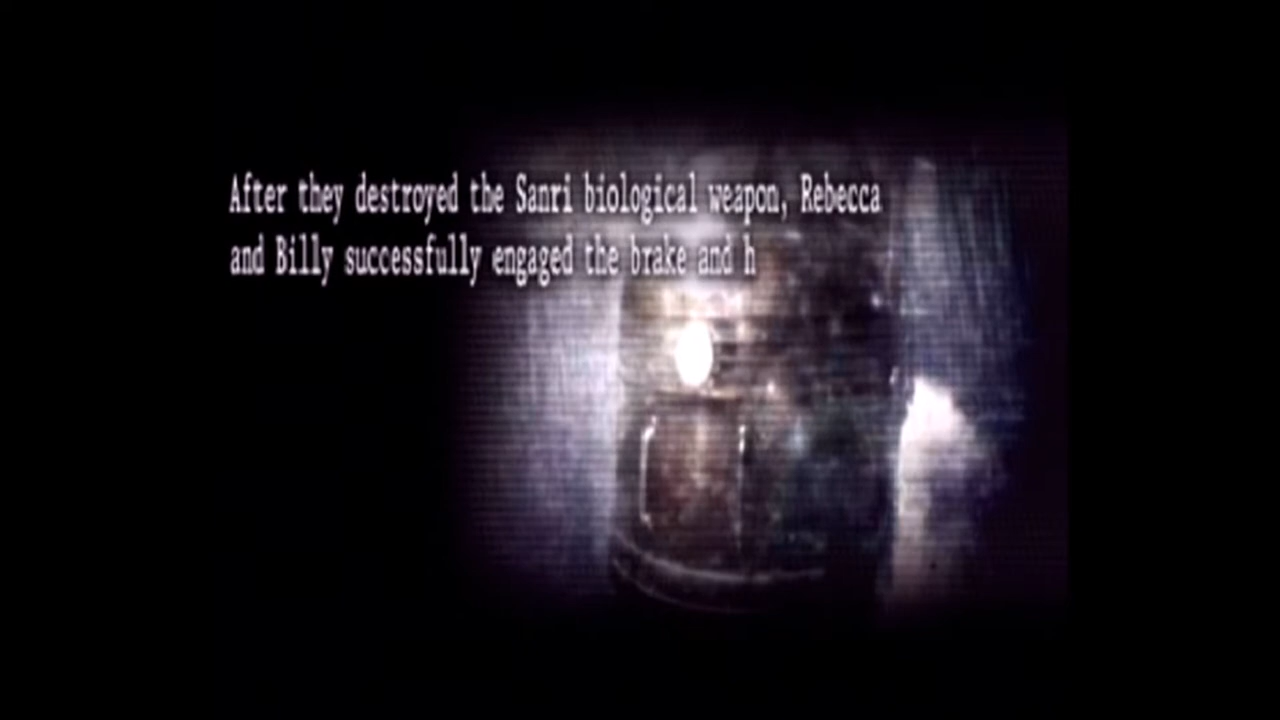 After they destroyed the Sanri biological weapon, Rebecca
and Billy successfully engaged the brake and h